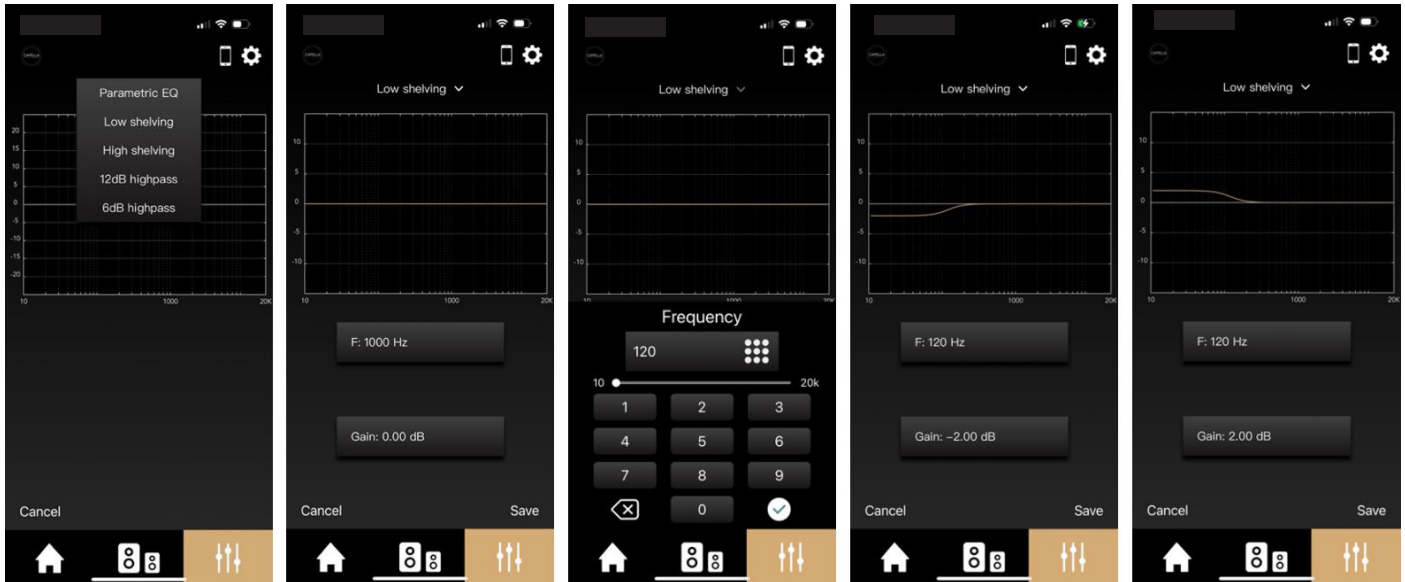 CAPELLA
Parametric EQ
Low shelving
High shelving
12dB highpass
6dB highpass
20
15
10
5
0
-5
-10
-15
-20
10 1000 20K
Cancel
CAPELLA
Low shelving
10
5
0
-5
-10
10 1000 20K
F: 1000 Hz
Gain: 0.00 dB
Cancel Save
CAPELLA
Low shelving
10
5
0
-5
-10
10 1000 20K
Frequency
120
10 20k
1 2 3
4 5 6
7 8 9
0
CAPELLA
Low shelving
10
5
0
-5
-10
10 1000 20K
F: 120 Hz
Gain: -2.00 dB
Cancel Save
CAPELLA
Low shelving
10
5
0
-5
-10
10 1000 20K
F: 120 Hz
Gain: 2.00 dB
Cancel Save